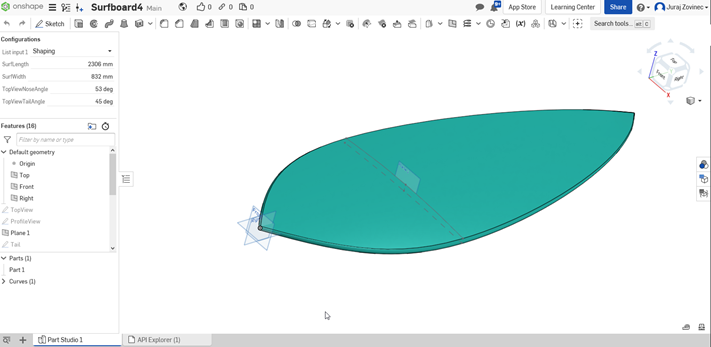 onshape Surfboard4 Main 0 0 0 App Store Learning Center Share Juraj Zovinec
Sketch Search tools... alt C
Configurations
List input 1 Shaping
SurfLength 2306 mm
SurfWidth 832 mm
TopViewNoseAngle 53 deg
TopViewTailAngle 45 deg
Features (16)
Filter by name or type
Default geometry
Origin
Top
Front
Right
TopView
ProfileView
Plane 1
Tail
Parts (1)
Part 1
Curves (1)
Z
Top
Front
Right
X
Part Studio 1 API Explorer (1)